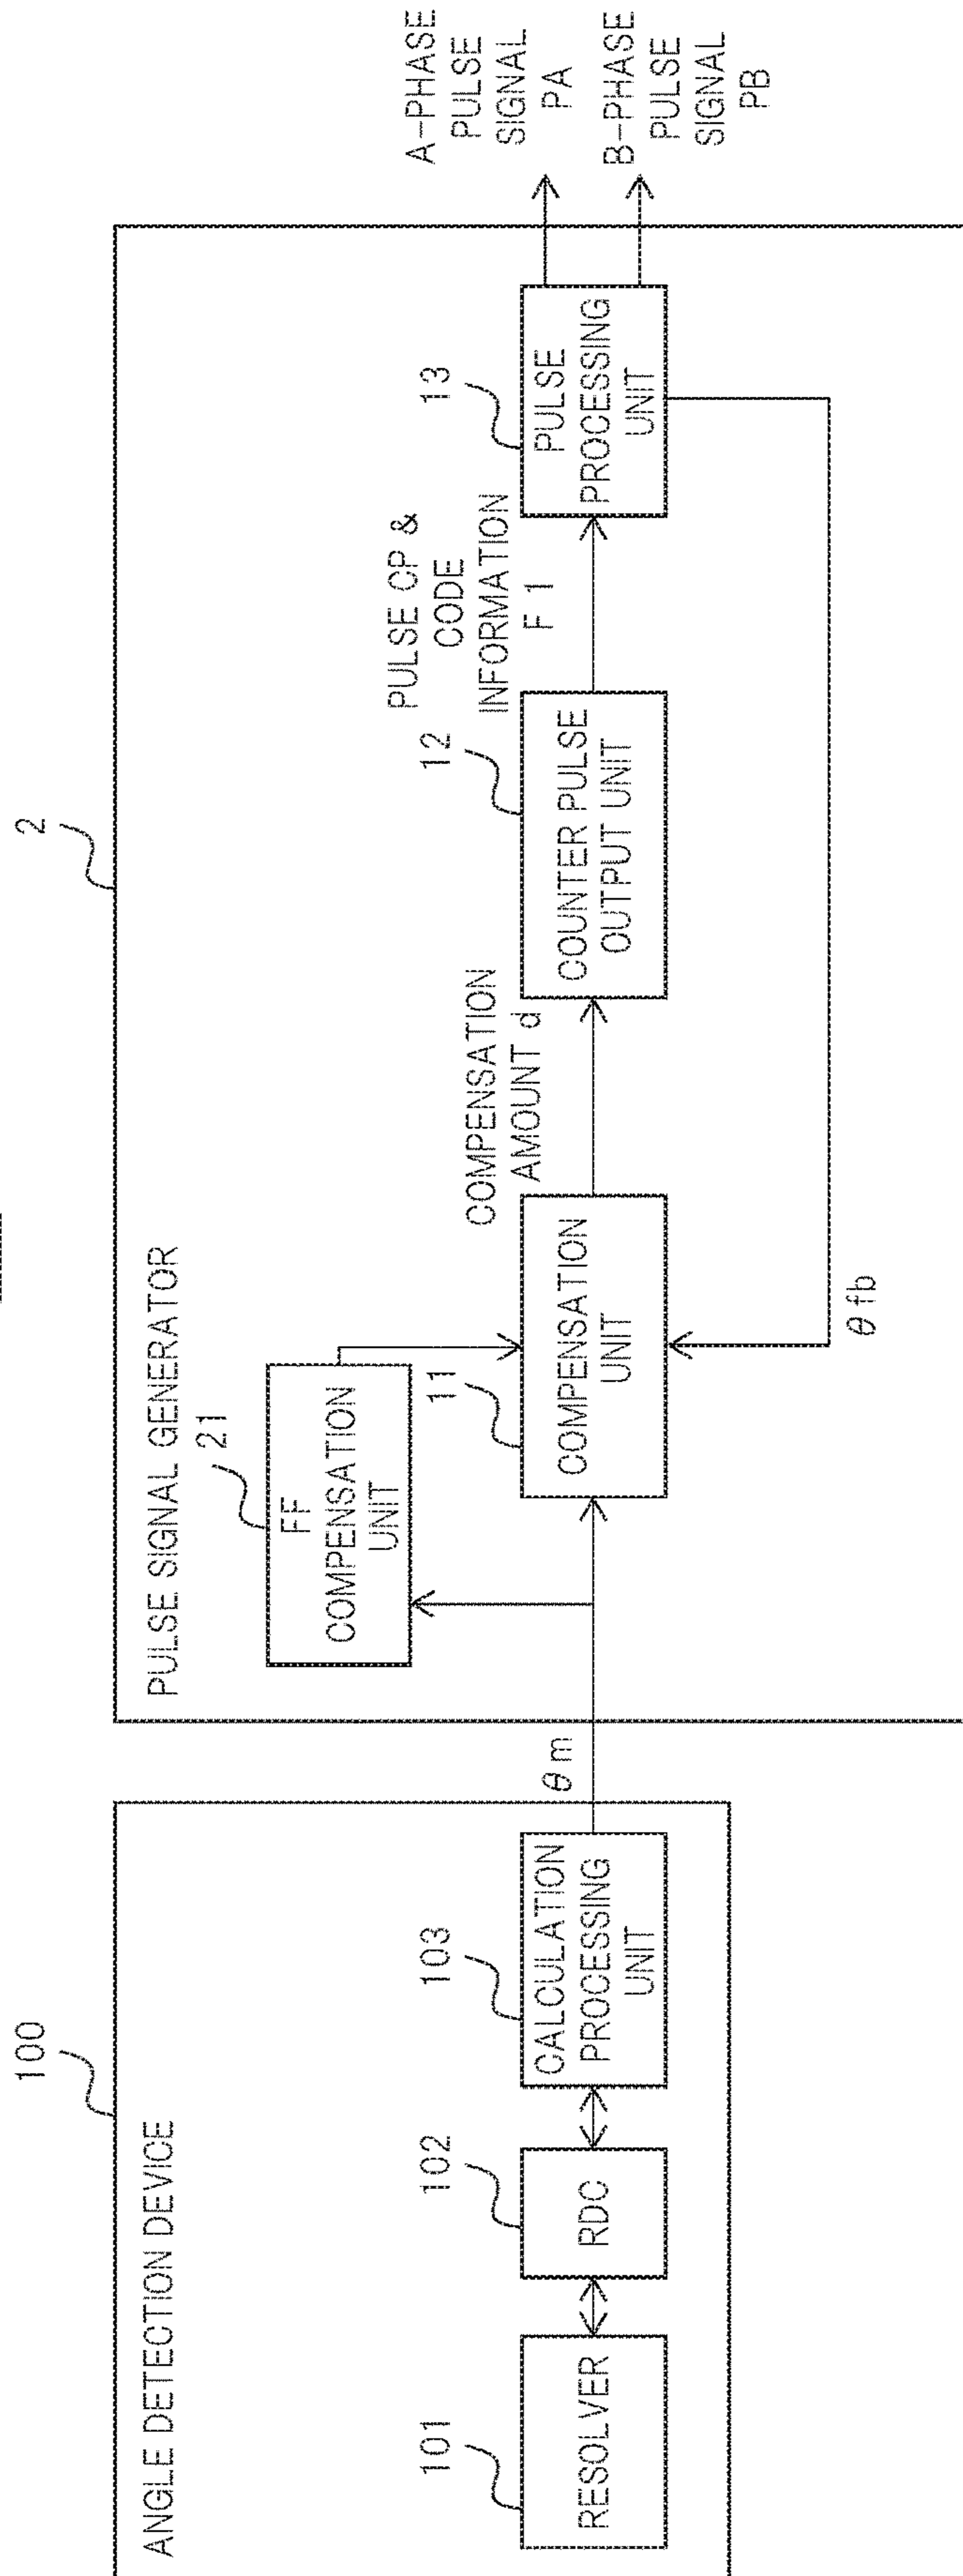 100
ANGLE DETECTION DEVICE
101
RESOLVER
102
RDC
103
CALCULATION
PROCESSING
UNIT
θm
2
PULSE SIGNAL GENERATOR
21
FF
COMPENSATION
UNIT
11
COMPENSATION
UNIT
COMPENSATION
AMOUNT d
12
COUNTER PULSE
OUTPUT UNIT
PULSE CP &
CODE
INFORMATION
F1
13
PULSE
PROCESSING
UNIT
θfb
A-PHASE
PULSE
SIGNAL
PA
B-PHASE
PULSE
SIGNAL
PB